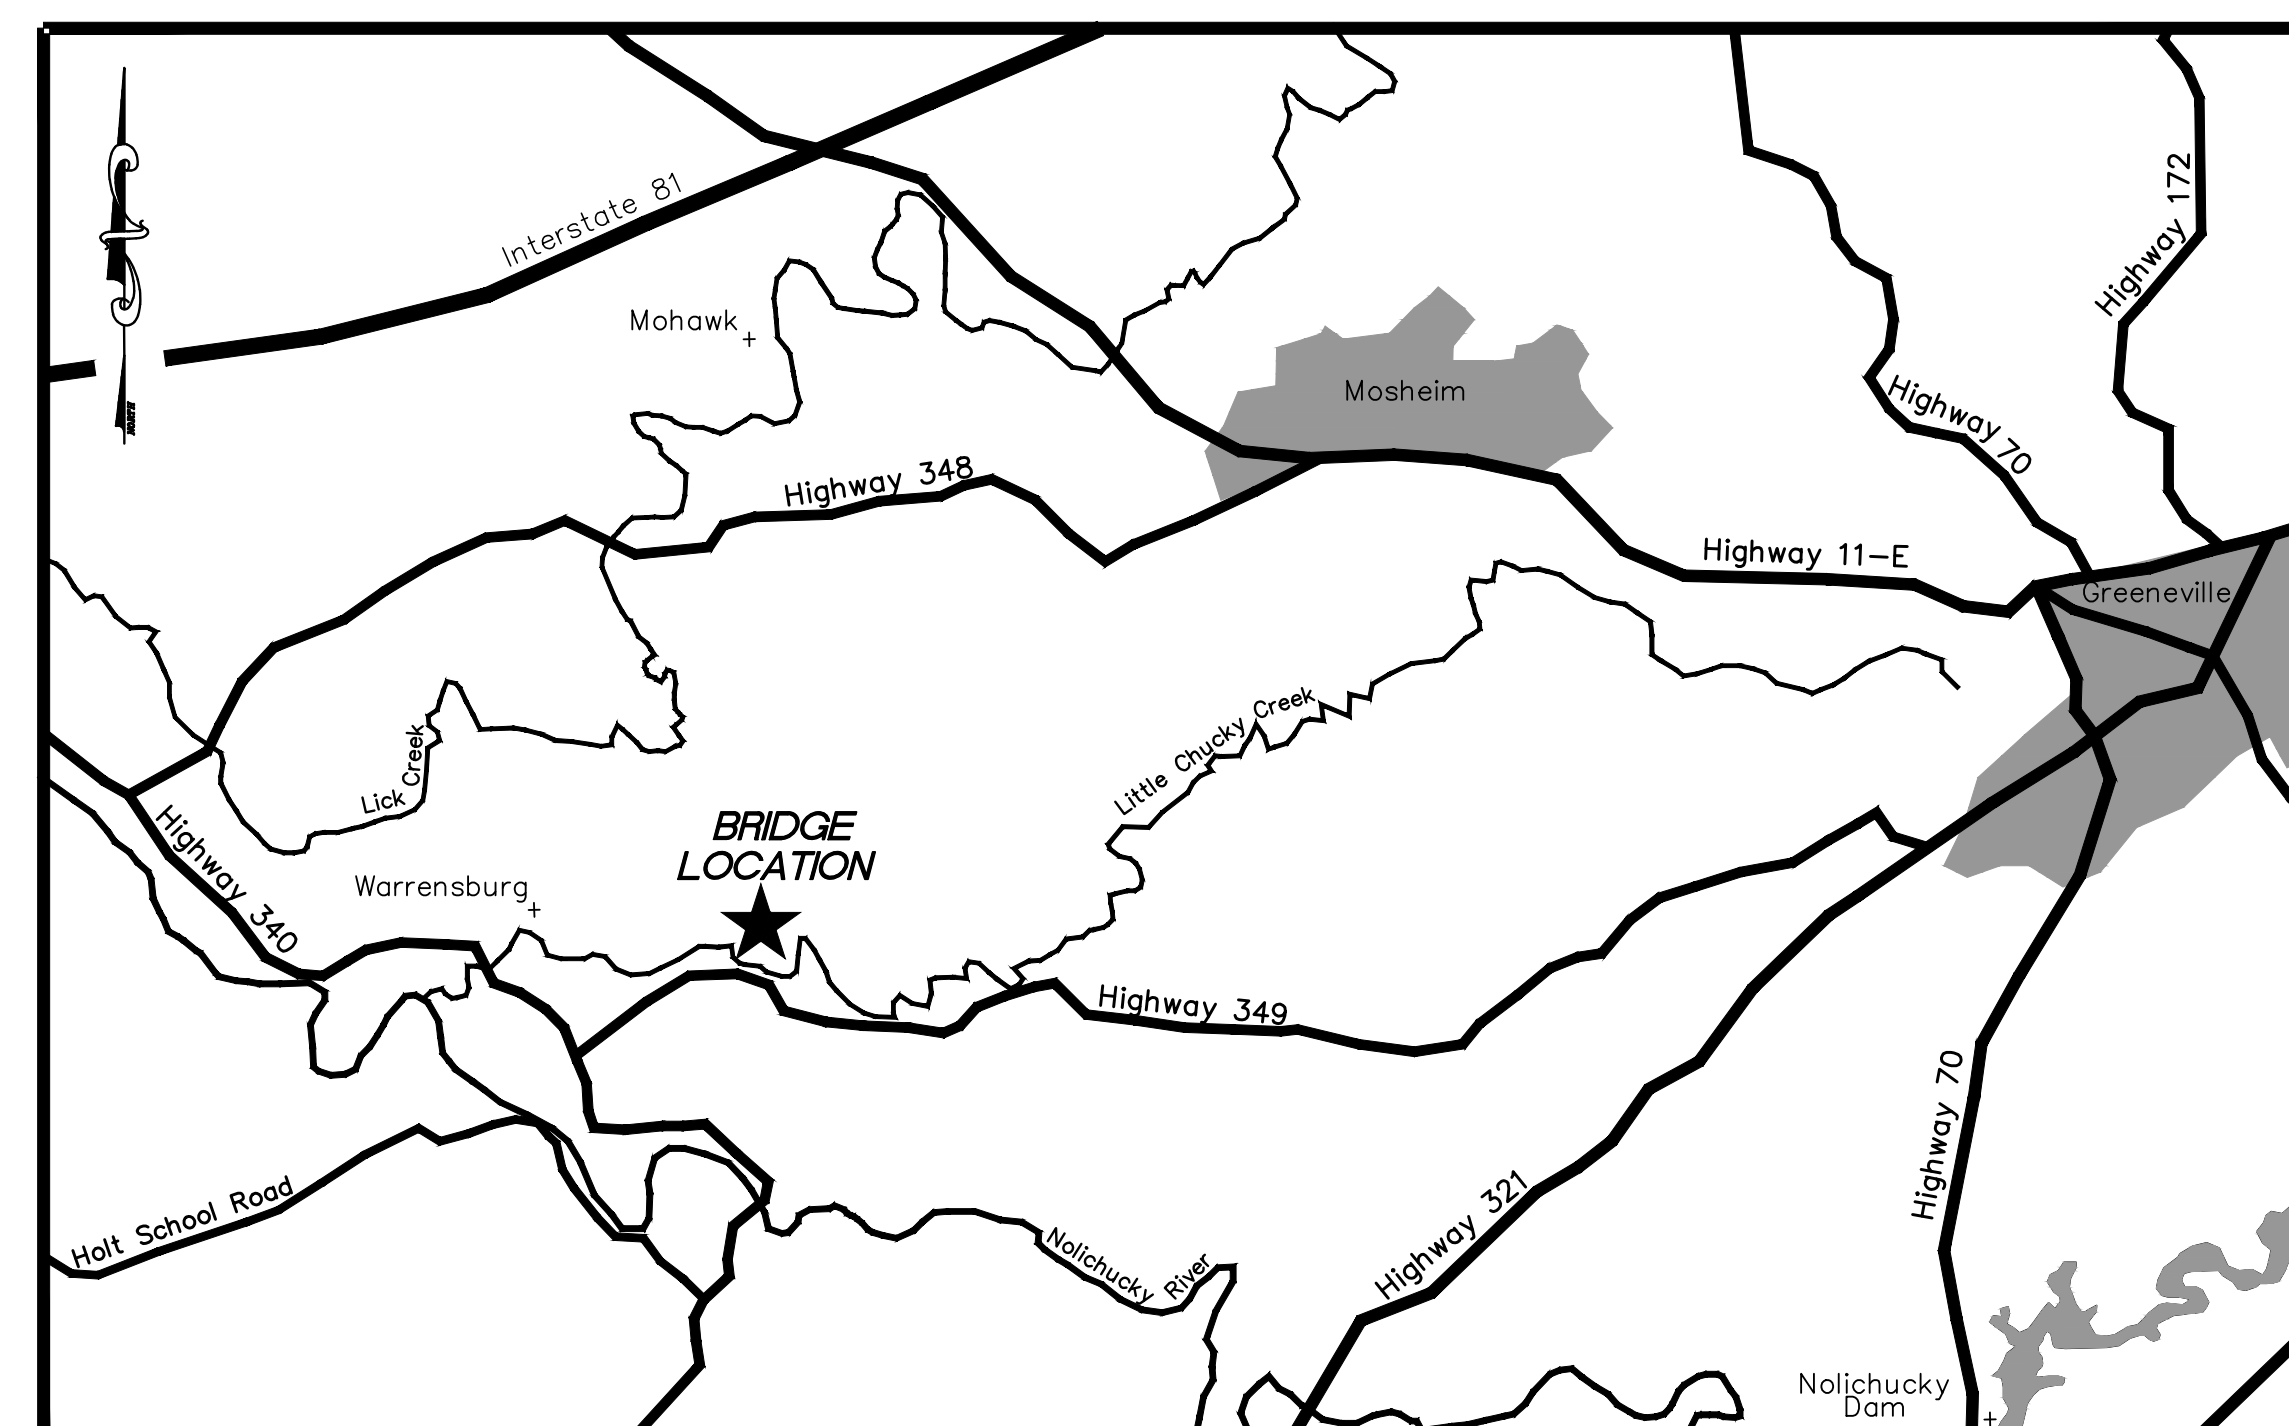 Highway 172
Interstate 81
Mohawk
Mosheim
Highway 70
NORTH
Highway 348
Highway 11-E
Greeneville
Little Chucky Creek
Lick Creek
Highway 340
BRIDGE
LOCATION
Warrensburg
Highway 349
Highway 70
Holt School Road
Highway 321
Nolichucky River
Nolichucky
Dam